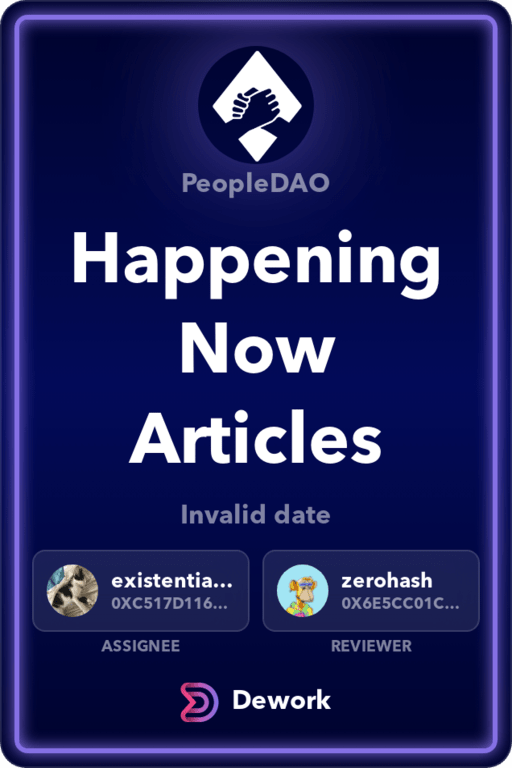 PeopleDAO
Happening
Now
Articles
Invalid date
existentia...
0XC517D116...
ASSIGNEE
zerohash
0X6E5CC01C...
REVIEWER
Dework